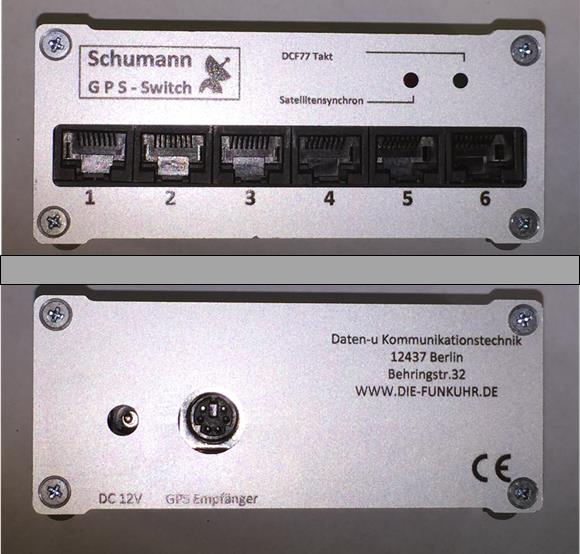 Schumann
GPS-Switch
DCF77 Takt
Satellitensynchron
1 2 3 4 5 6
Daten-u Kommunikationstechnik
12437 Berlin
Behringstr.32
WWW.DIE-FUNKUHR.DE
CE
DC 12V GPS Empfänger